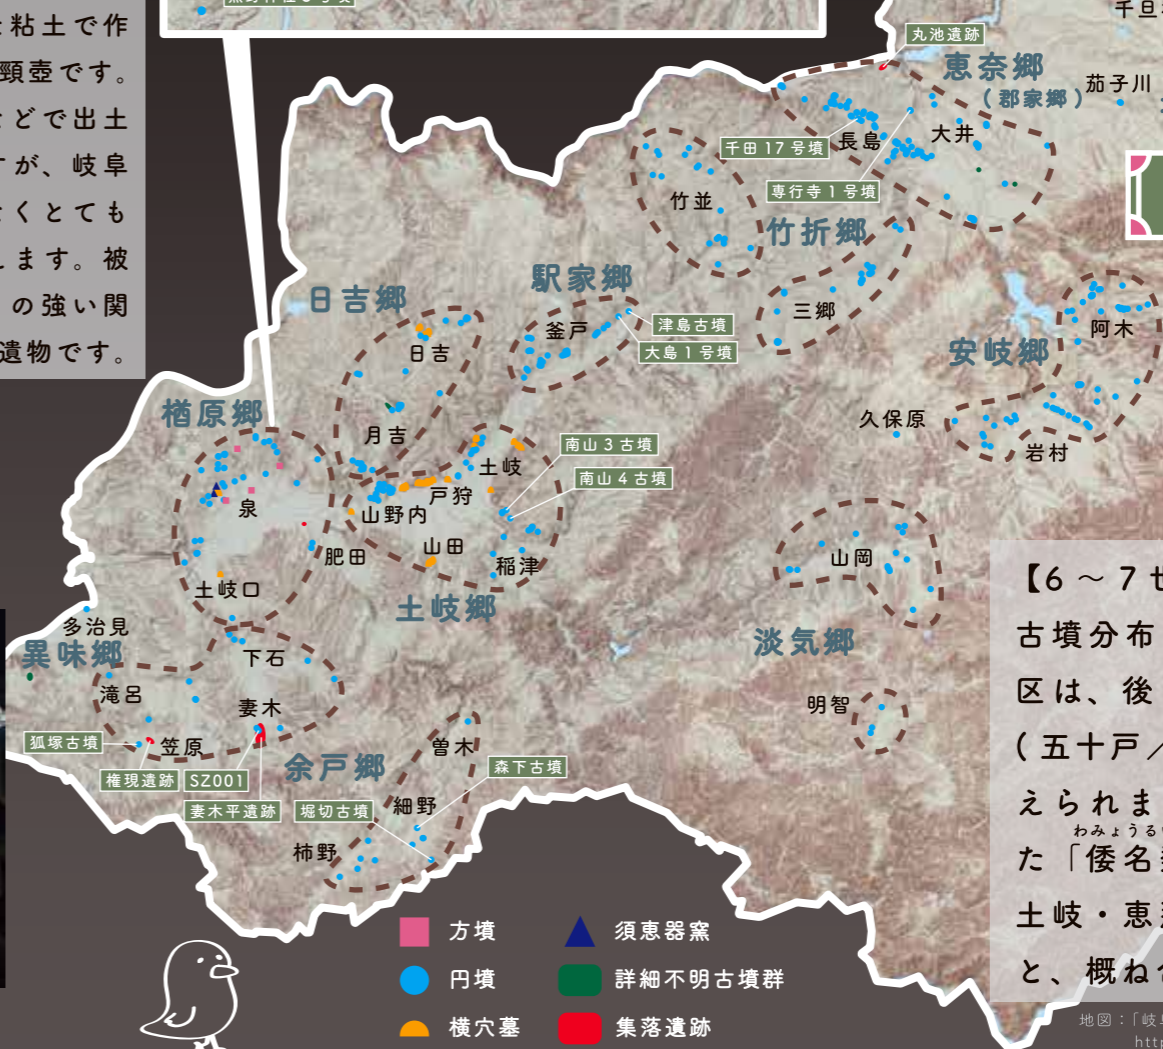 粘土で作
頸壺です。
どで出土
すが、岐阜
くとても
えます。被
の強い関
遺物です。
丸池遺跡
恵奈郷
（郡家郷）
茄子川
千田17号墳
長島
大井
専行寺1号墳
竹並
竹折郷
駅家郷
日吉郷
三郷
釜戸
津島古墳
大島1号墳
日吉
阿木
安岐郷
楢原郷
月吉
久保原
岩村
土岐
南山3古墳
南山4古墳
戸狩
泉
山野内
肥田
山田
稲津
山岡
土岐口
土岐郷
多治見
異味郷
下石
淡気郷
滝呂
妻木
明智
狐塚古墳
笠原
曽木
権現遺跡
SZ001
余戸郷
森下古墳
妻木平遺跡
堀切古墳
細野
柿野
【6～7世
古墳分布
区は、後
（五十戸／
えられま
わみょうる
た「倭名類
土岐・恵
と、概ね
方墳
須恵器窯
円墳
詳細不明古墳群
横穴墓
集落遺跡
地図：「岐
http